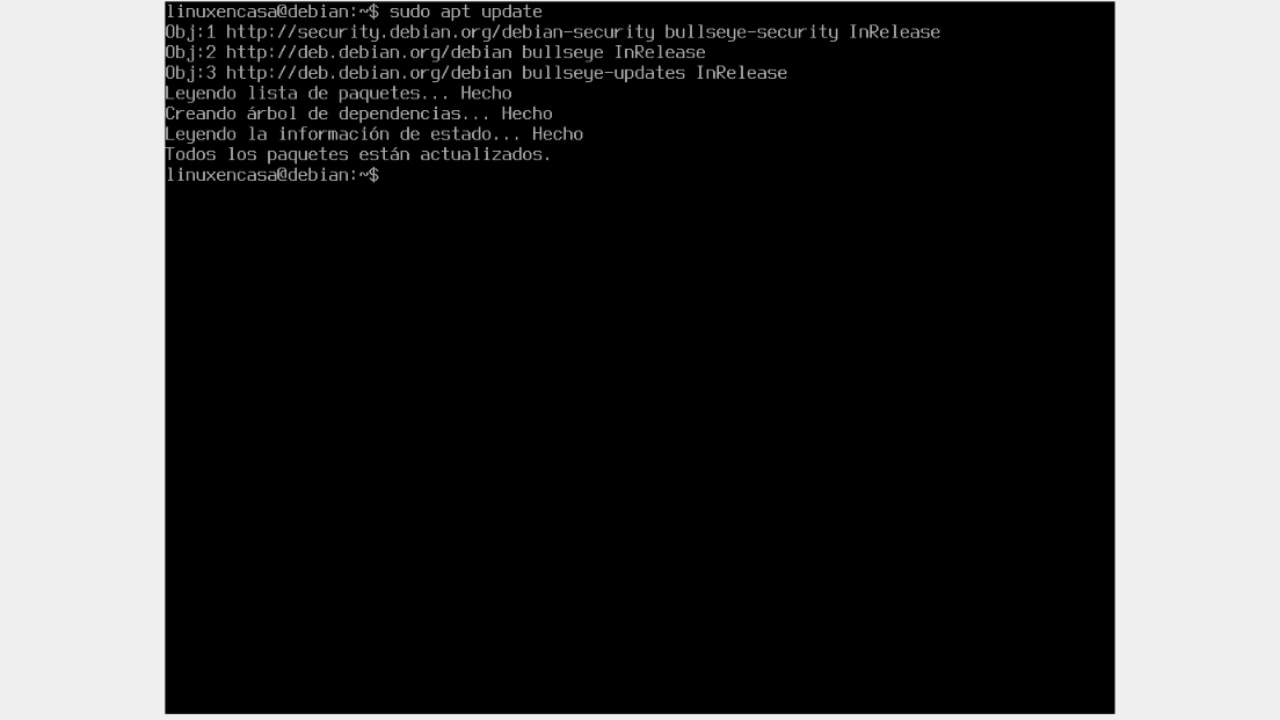 linuxencasa@debian:~$ sudo apt update
Obj:1 http://security.debian.org/debian-security bullseye-security InRelease
Obj:2 http://deb.debian.org/debian bullseye InRelease
Obj:3 http://deb.debian.org/debian bullseye-updates InRelease
Leyendo lista de paquetes... Hecho
Creando árbol de dependencias... Hecho
Leyendo la información de estado... Hecho
Todos los paquetes están actualizados.
linuxencasa@debian:~$